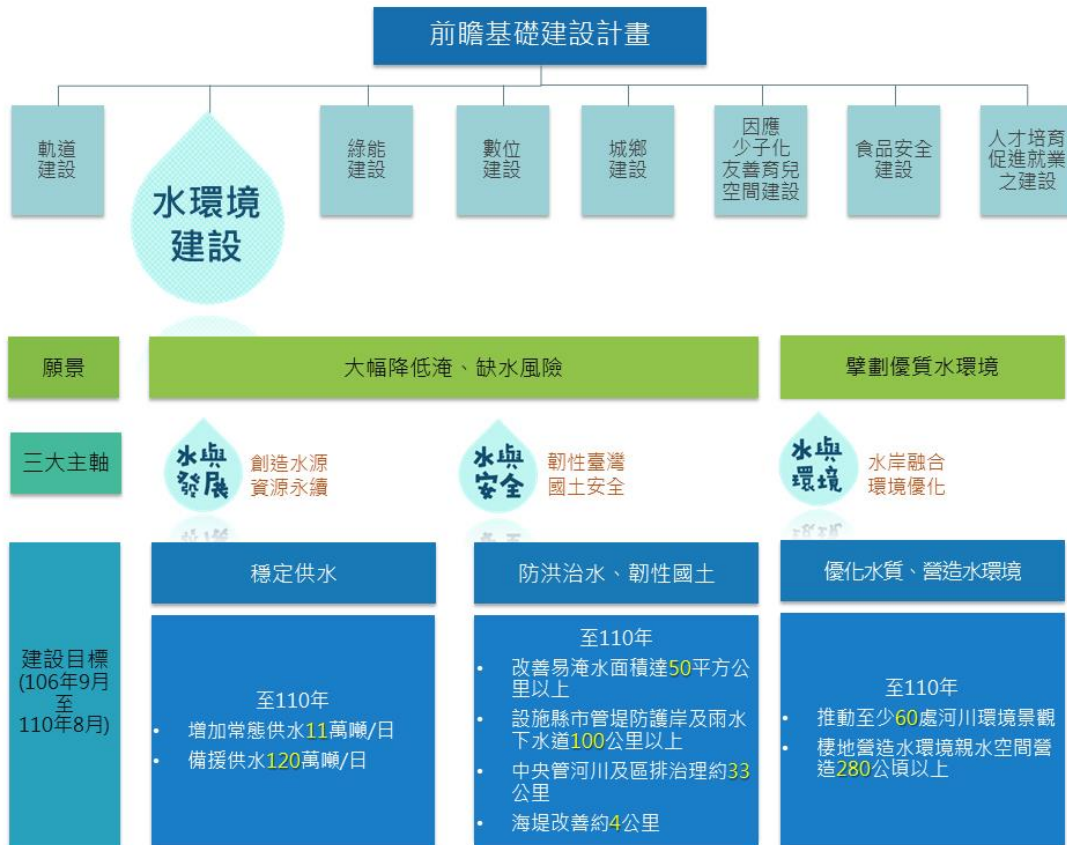 前瞻基礎建設計畫
軌道
建設
水環境
建設
綠能
建設
數位
建設
城鄉
建設
因應
少子化
友善育兒
空間建設
食品安全
建設
人才培育
促進就業
之建設
願景
大幅降低淹、缺水風險
擘劃優質水環境
三大主軸
水與
發展
創造水源
資源永續
水與
安全
韌性臺灣
國土安全
水與
環境
水岸融合
環境優化
建設目標
(106年9月
至
110年8月)
穩定供水
至110年
• 增加常態供水11萬噸/日
• 備援供水120萬噸/日
防洪治水、韌性國土
至110年
• 改善易淹水面積達50平方公
里以上
• 設施縣市管堤防護岸及雨水
下水道100公里以上
• 中央管河川及區排治理約33
公里
• 海堤改善約4公里
優化水質、營造水環境
至110年
• 推動至少60處河川環境景觀
• 棲地營造水環境親水空間營
造280公頃以上